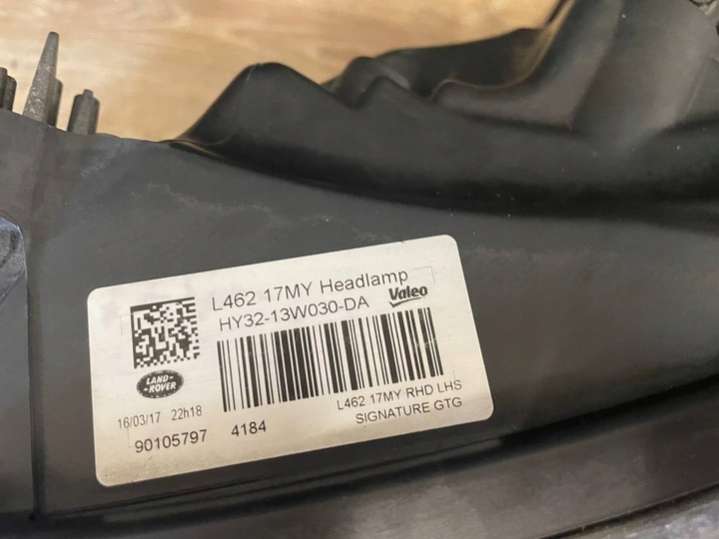 L462 17MY Headlamp
HY32-13W030-DA
Valeo
LAND-
-ROVER
16/03/17 22h18
L462 17MY RHD LHS
SIGNATURE GTG
90105797 4184